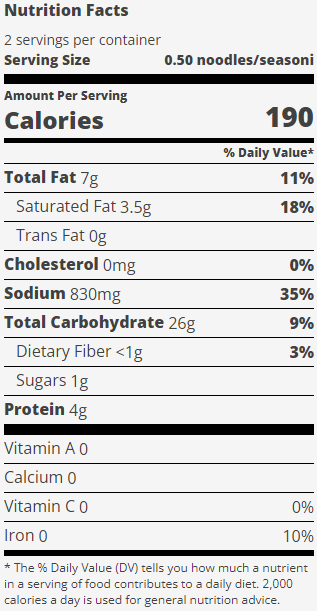 Nutrition Facts
2 servings per container
Serving Size 0.50 noodles/seasoni
Amount Per Serving
Calories 190
% Daily Value*
Total Fat 7g 11%
Saturated Fat 3.5g 18%
Trans Fat 0g
Cholesterol 0mg 0%
Sodium 830mg 35%
Total Carbohydrate 26g 9%
Dietary Fiber <1g 3%
Sugars 1g
Protein 4g
Vitamin A 0
Calcium 0
Vitamin C 0 0%
Iron 0 10%
* The % Daily Value (DV) tells you how much a nutrient
in a serving of food contributes to a daily diet. 2,000
calories a day is used for general nutrition advice.